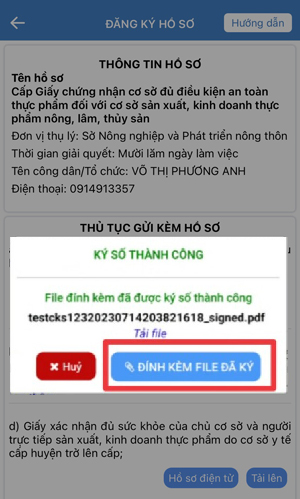 ĐĂNG KÝ HỒ SƠ
Hướng dẫn
THÔNG TIN HỒ SƠ
Tên hồ sơ
Cấp Giấy chứng nhận cơ sở đủ điều kiện an toàn
thực phẩm đối với cơ sở sản xuất, kinh doanh thực
phẩm nông, lâm, thủy sản
Đơn vị thụ lý: Sở Nông nghiệp và Phát triển nông thôn
Thời gian giải quyết: Mười lăm ngày làm việc
Tên công dân/Tổ chức: VÕ THỊ PHƯƠNG ANH
Điện thoại: 0914913357
THỦ TỤC GỬI KÈM HỒ SƠ
KÝ SỐ THÀNH CÔNG
File đính kèm đã được ký số thành công
testcks12320230714203821618_signed.pdf
Tải file
Huỷ
ĐÍNH KÈM FILE ĐÃ KÝ
d) Giấy xác nhận đủ sức khỏe của chủ cơ sở và người
trực tiếp sản xuất, kinh doanh thực phẩm do cơ sở y tế
cấp huyện trở lên cấp;
Hồ sơ điện tử
Tải lên